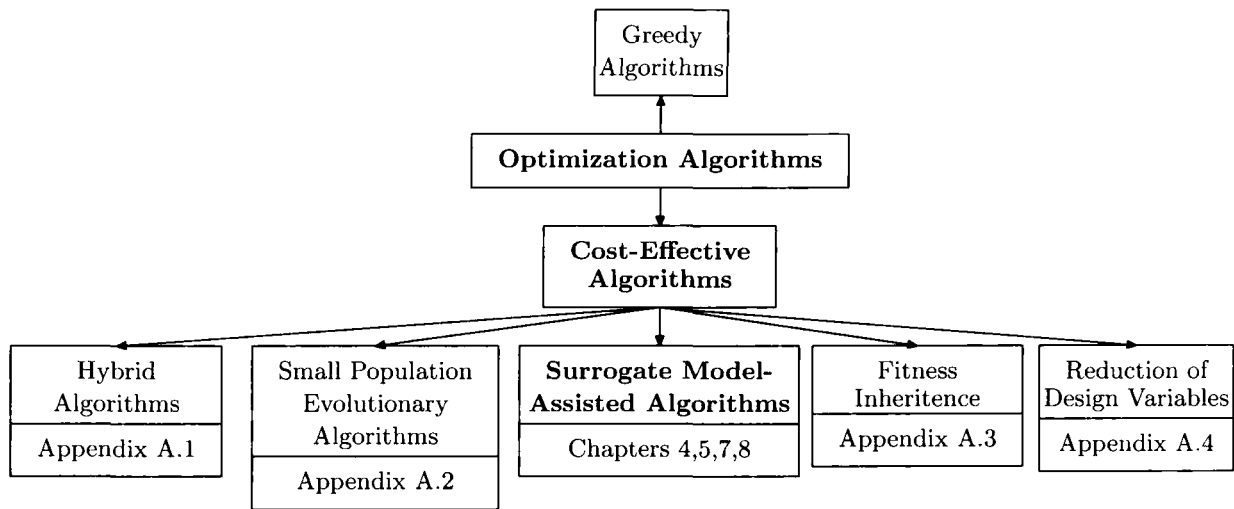 Greedy
Algorithms
Optimization Algorithms
Cost-Effective
Algorithms
Hybrid
Algorithms
Appendix A.1
Small Population
Evolutionary
Algorithms
Appendix A.2
Surrogate Model-
Assisted Algorithms
Chapters 4,5,7,8
Fitness
Inheritence
Appendix A.3
Reduction of
Design Variables
Appendix A.4